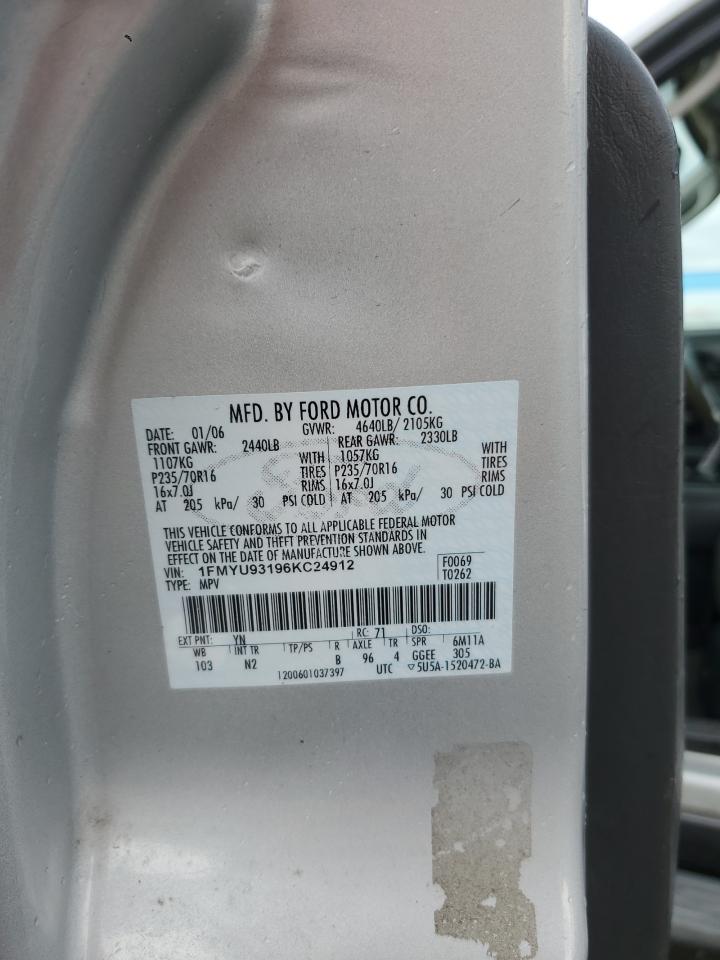 MFD. BY FORD MOTOR CO.
DATE: 01/06 GVWR: 4640LB/ 2105KG
FRONT GAWR: 2440LB REAR GAWR: 2330LB
1107KG WITH 1057KG WITH
P235/70R16 TIRES P235/70R16 TIRES
16x7.0J RIMS 16x7.0J RIMS
AT 205 kPa/ 30 PSI COLD AT 205 kPa/ 30 PSI COLD
THIS VEHICLE CONFORMS TO ALL APPLICABLE FEDERAL MOTOR
VEHICLE SAFETY AND THEFT PREVENTION STANDARDS IN
EFFECT ON THE DATE OF MANUFACTURE SHOWN ABOVE.
VIN: 1FMYU93196KC24912 F0069
TYPE: MPV T0262
EXT PNT: YN RC: 71 DSO:
WB INT TR TP/PS R AXLE TR SPR 6M11A
103 N2 B 96 4 GGEE 305
1200601037397 UTC ▽5U5A-1520472-BA